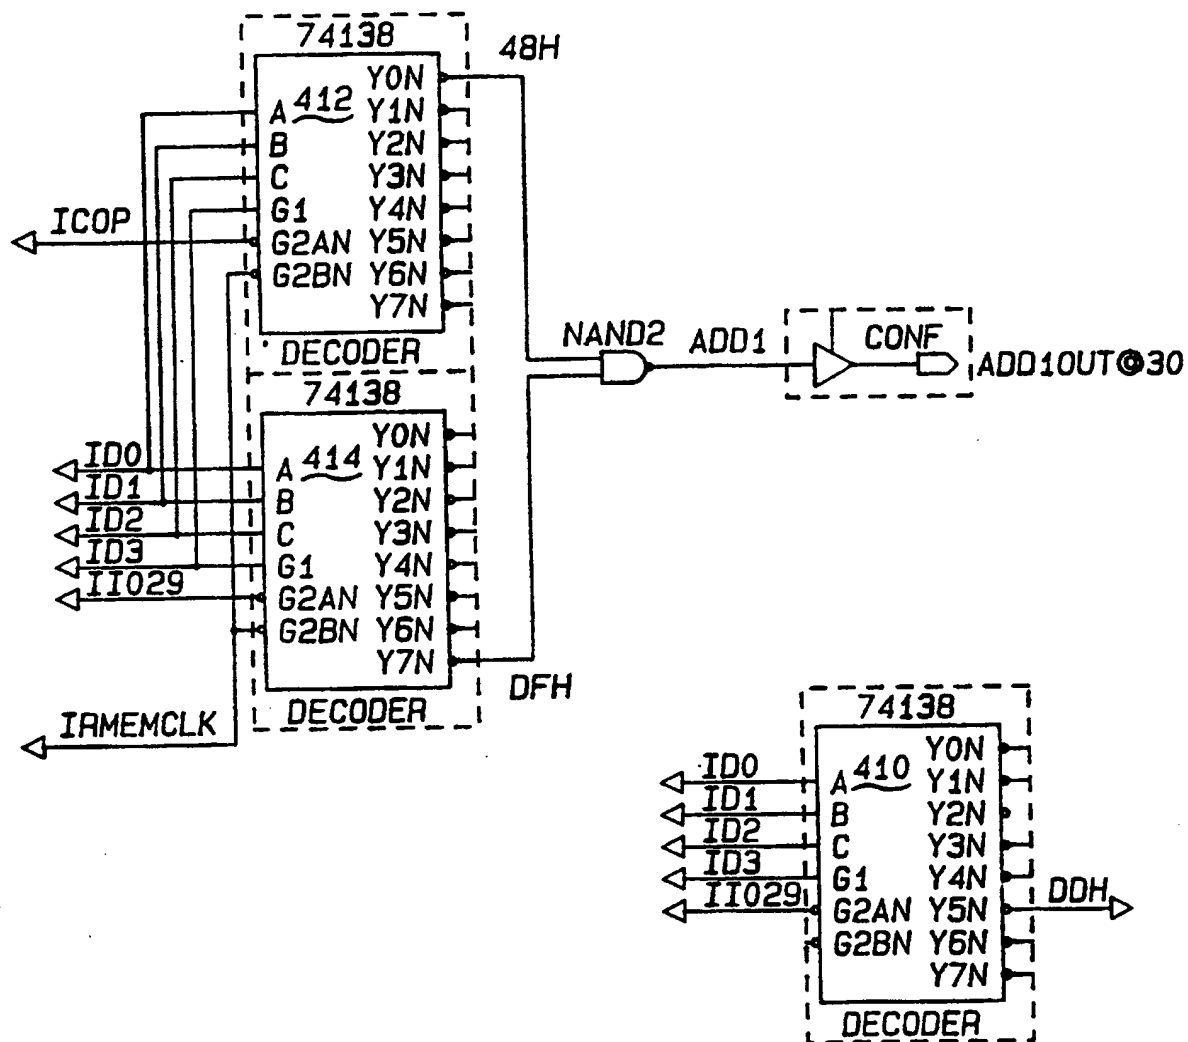 74138
48H
412
A
B
C
G1
G2AN
G2BN
Y0N
Y1N
Y2N
Y3N
Y4N
Y5N
Y6N
Y7N
DECODER
ICOP
NAND2
ADD1
CONF
ADD1OUT@30
74138
414
A
B
C
G1
G2AN
G2BN
Y0N
Y1N
Y2N
Y3N
Y4N
Y5N
Y6N
Y7N
DECODER
ID0
ID1
ID2
ID3
IIO29
IRMEMCLK
DFH
74138
410
A
B
C
G1
G2AN
G2BN
Y0N
Y1N
Y2N
Y3N
Y4N
Y5N
Y6N
Y7N
DECODER
ID0
ID1
ID2
ID3
IIO29
DDH